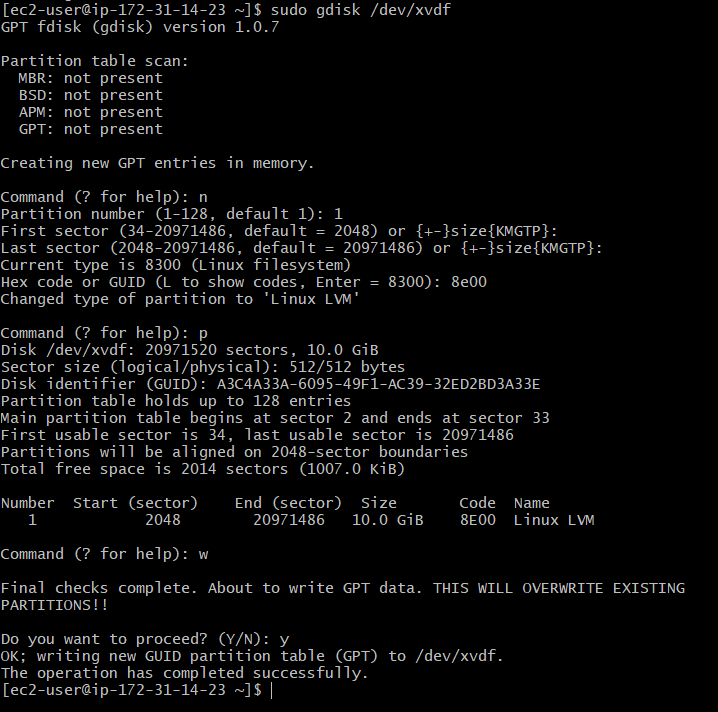 [ec2-user@ip-172-31-14-23 ~]$ sudo gdisk /dev/xvdf
GPT fdisk (gdisk) version 1.0.7

Partition table scan:
  MBR: not present
  BSD: not present
  APM: not present
  GPT: not present

Creating new GPT entries in memory.

Command (? for help): n
Partition number (1-128, default 1): 1
First sector (34-20971486, default = 2048) or {+-}size{KMGTP}:
Last sector (2048-20971486, default = 20971486) or {+-}size{KMGTP}:
Current type is 8300 (Linux filesystem)
Hex code or GUID (L to show codes, Enter = 8300): 8e00
Changed type of partition to 'Linux LVM'

Command (? for help): p
Disk /dev/xvdf: 20971520 sectors, 10.0 GiB
Sector size (logical/physical): 512/512 bytes
Disk identifier (GUID): A3C4A33A-6095-49F1-AC39-32ED2BD3A33E
Partition table holds up to 128 entries
Main partition table begins at sector 2 and ends at sector 33
First usable sector is 34, last usable sector is 20971486
Partitions will be aligned on 2048-sector boundaries
Total free space is 2014 sectors (1007.0 KiB)

Number  Start (sector)    End (sector)  Size       Code  Name
   1            2048        20971486   10.0 GiB    8E00  Linux LVM

Command (? for help): w

Final checks complete. About to write GPT data. THIS WILL OVERWRITE EXISTING
PARTITIONS!!

Do you want to proceed? (Y/N): y
OK; writing new GUID partition table (GPT) to /dev/xvdf.
The operation has completed successfully.
[ec2-user@ip-172-31-14-23 ~]$